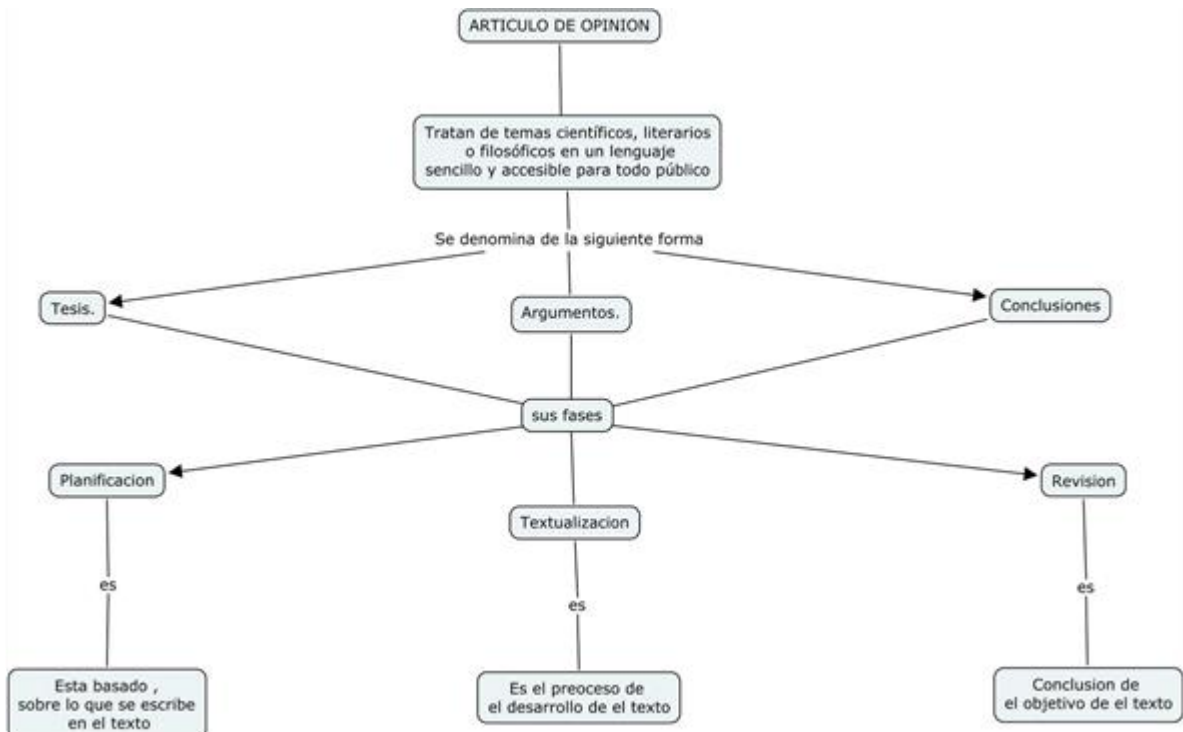 ARTICULO DE OPINION
Tratan de temas científicos, literarios
o filosóficos en un lenguaje
sencillo y accesible para todo público
Se denomina de la siguiente forma
Tesis.
Argumentos.
Conclusiones
sus fases
Planificacion
Textualizacion
Revision
es
es
es
Esta basado ,
sobre lo que se escribe
en el texto
Es el preoceso de
el desarrollo de el texto
Conclusion de
el objetivo de el texto